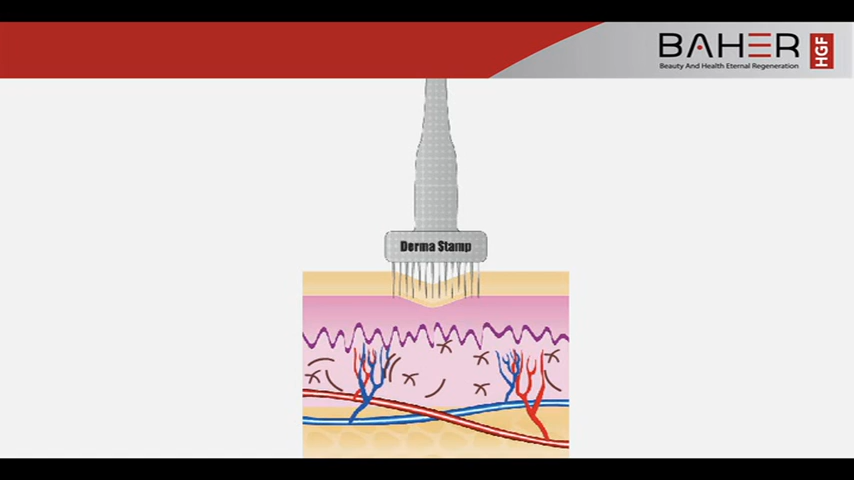 BAHER
HGF
Beauty And Health Eternal Regeneration
Derma Stamp